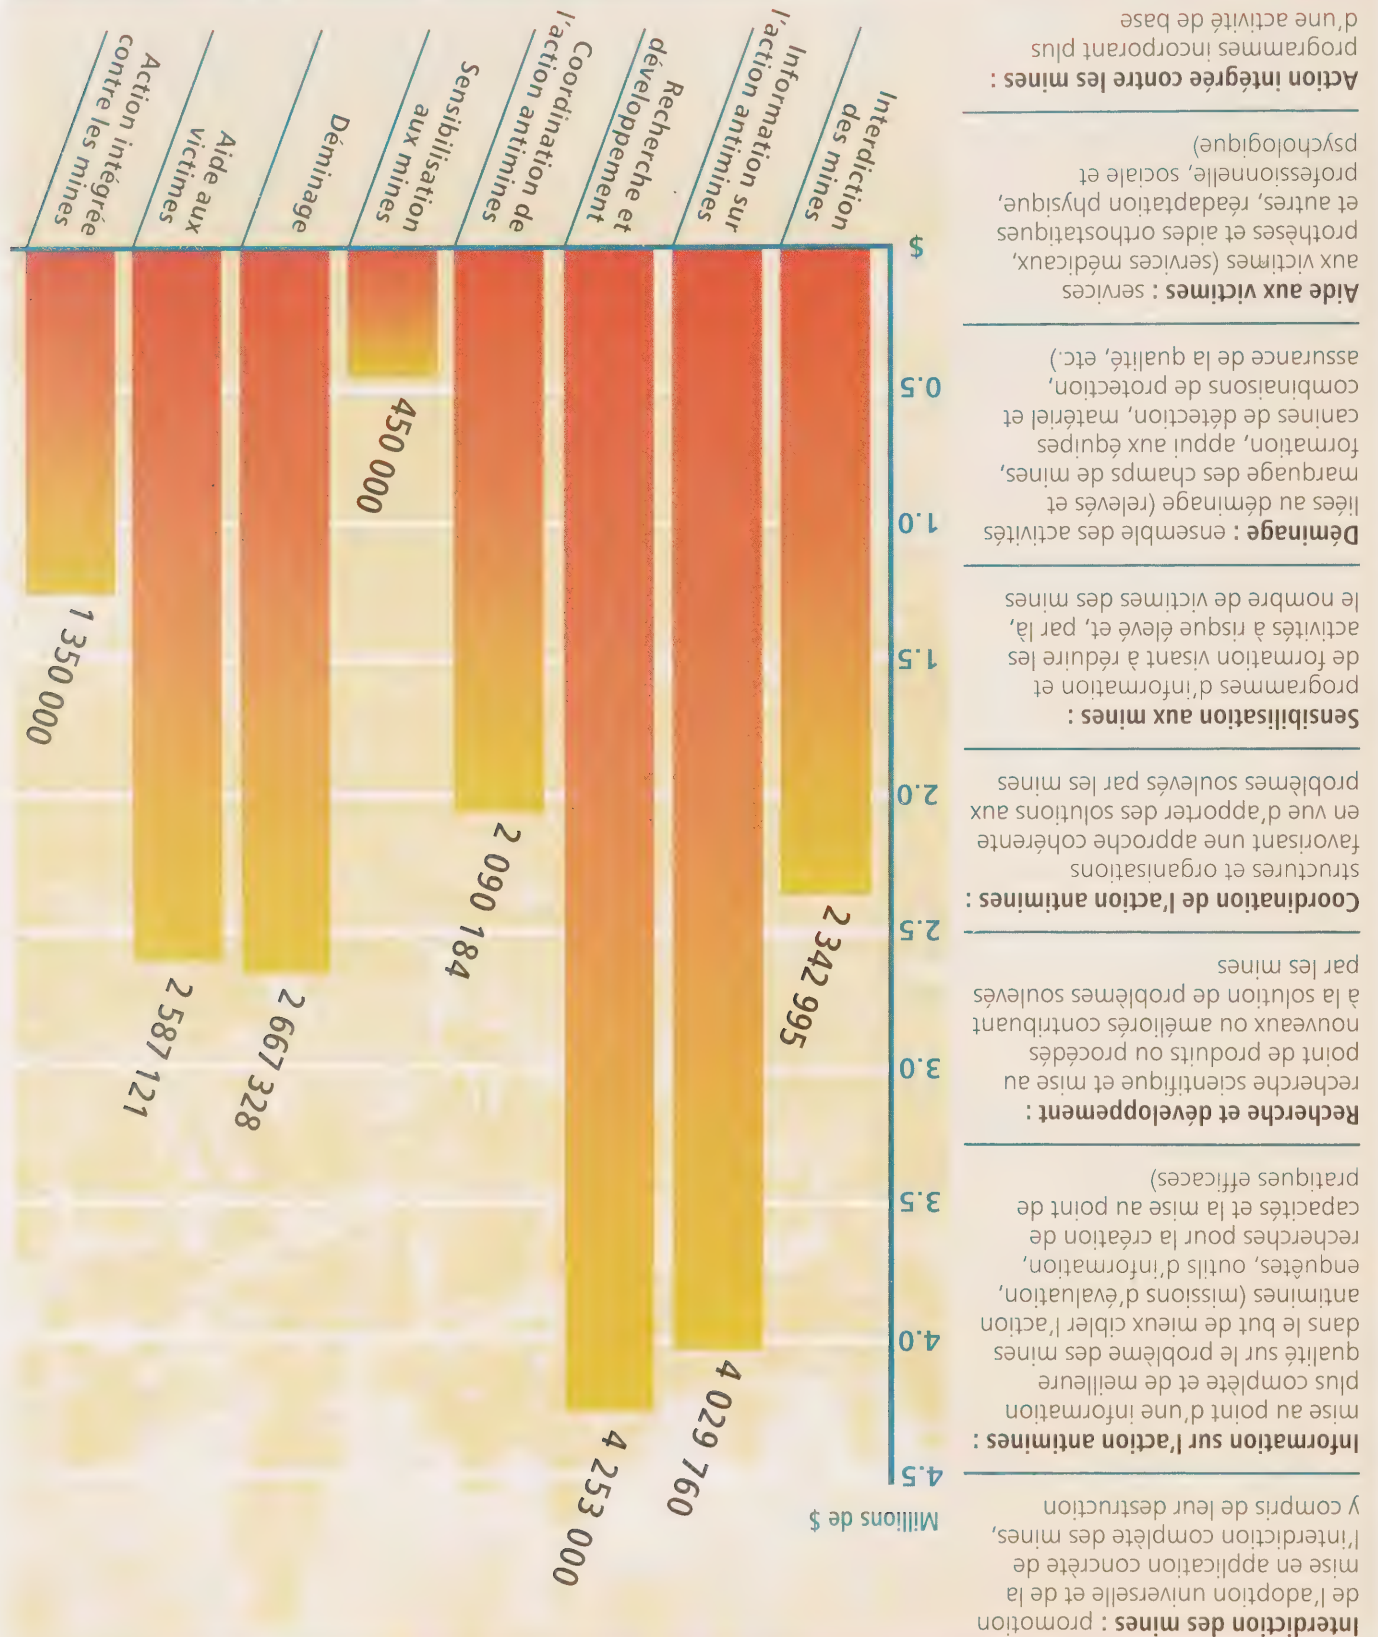 Interdiction des mines : promotion
de l'adoption universelle et de la
mise en application concrète de
l'interdiction complète des mines,
y compris de leur destruction
Information sur l'action antimines :
mise au point d'une information
plus complète et de meilleure
qualité sur le problème des mines
dans le but de mieux cibler l'action
antimines (missions d'évaluation,
enquêtes, outils d'information,
recherches pour la création de
capacités et la mise au point de
pratiques efficaces)
Recherche et développement :
recherche scientifique et mise au
point de produits ou procédés
nouveaux ou améliorés contribuant
à la solution de problèmes soulevés
par les mines
Coordination de l'action antimines :
structures et organisations
favorisant une approche cohérente
en vue d'apporter des solutions aux
problèmes soulevés par les mines
Sensibilisation aux mines :
programmes d'information et
de formation visant à réduire les
activités à risque élevé et, par là,
le nombre de victimes des mines
Déminage : ensemble des activités
liées au déminage (relevés et
marquage des champs de mines,
formation, appui aux équipes
canines de détection, matériel et
combinaisons de protection,
assurance de la qualité, etc.)
Aide aux victimes : services
aux victimes (services médicaux,
prothèses et aides orthostatiques
et autres, réadaptation physique,
professionnelle, sociale et
psychologique)
Action intégrée contre les mines :
programmes incorporant plus
d'une activité de base
Millions de $
4.5
4.0
3.5
3.0
2.5
2.0
1.5
1.0
0.5
$
2 342 995
4 029 760
4 253 000
2 090 184
450 000
2 667 328
2 587 121
1 350 000
Interdiction
des mines
Information sur
l'action antimines
Recherche et
développement
Coordination de
l'action antimines
Sensibilisation
aux mines
Déminage
Aide aux
victimes
Action intégrée
contre les mines